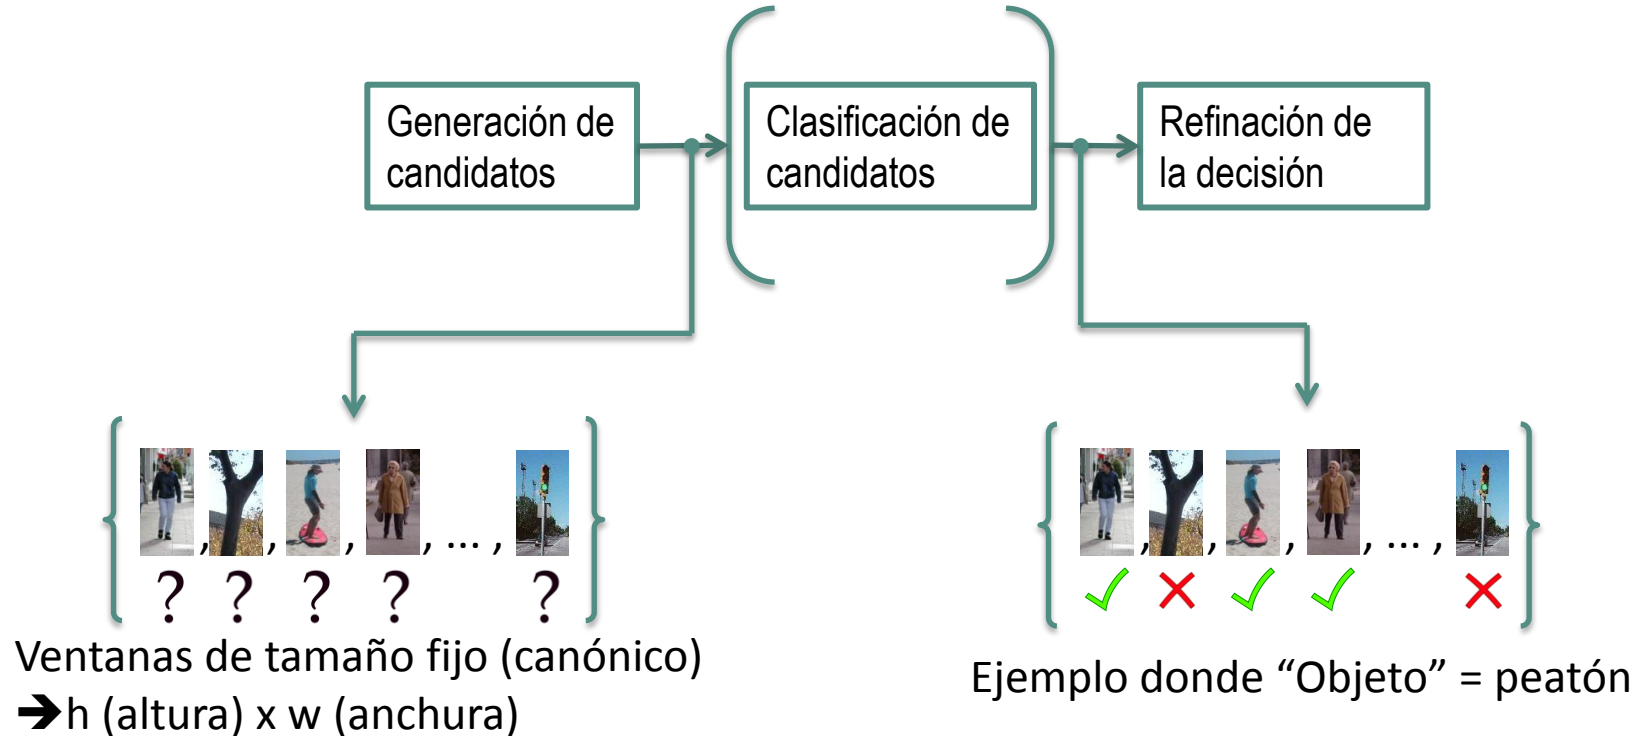 Generación de
candidatos
Clasificación de
candidatos
Refinación de
la decisión
, , , , ... ,
? ? ? ? ?
, , , , ... ,
Ventanas de tamaño fijo (canónico)
➔h (altura) x w (anchura)
Ejemplo donde “Objeto” = peatón